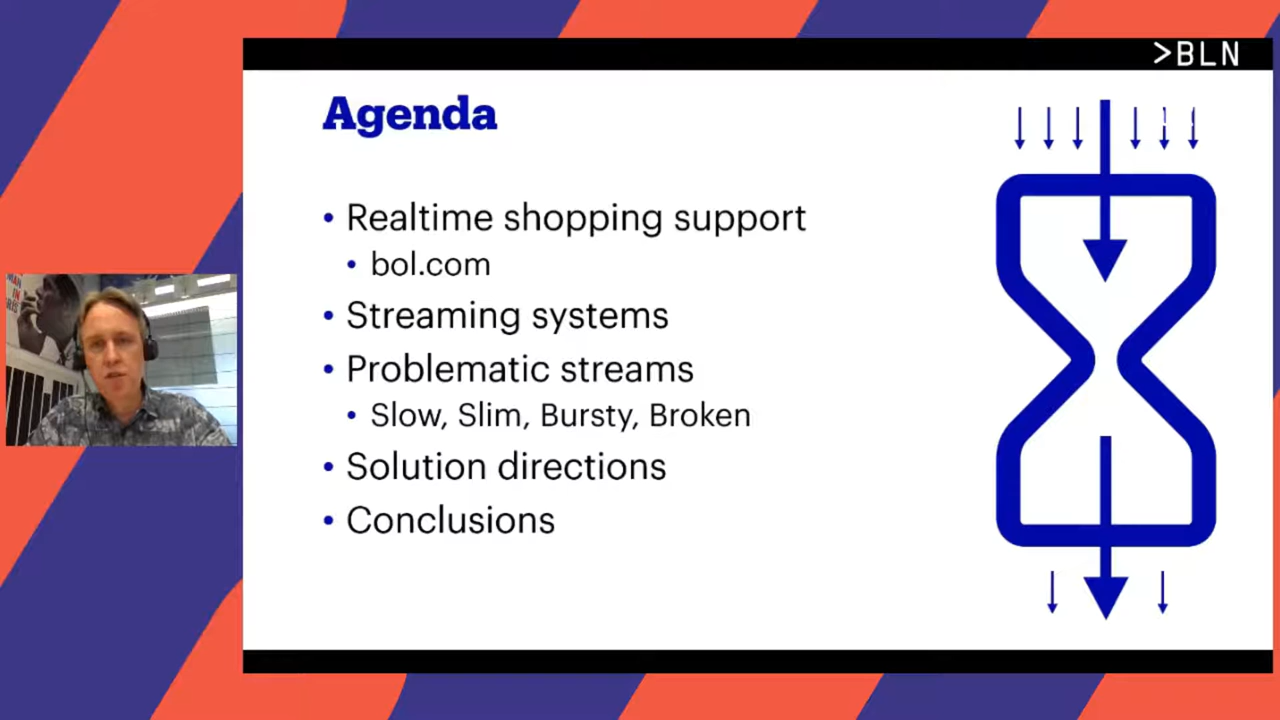 >BLN
Agenda
• Realtime shopping support
• bol.com
• Streaming systems
• Problematic streams
• Slow, Slim, Bursty, Broken
• Solution directions
• Conclusions